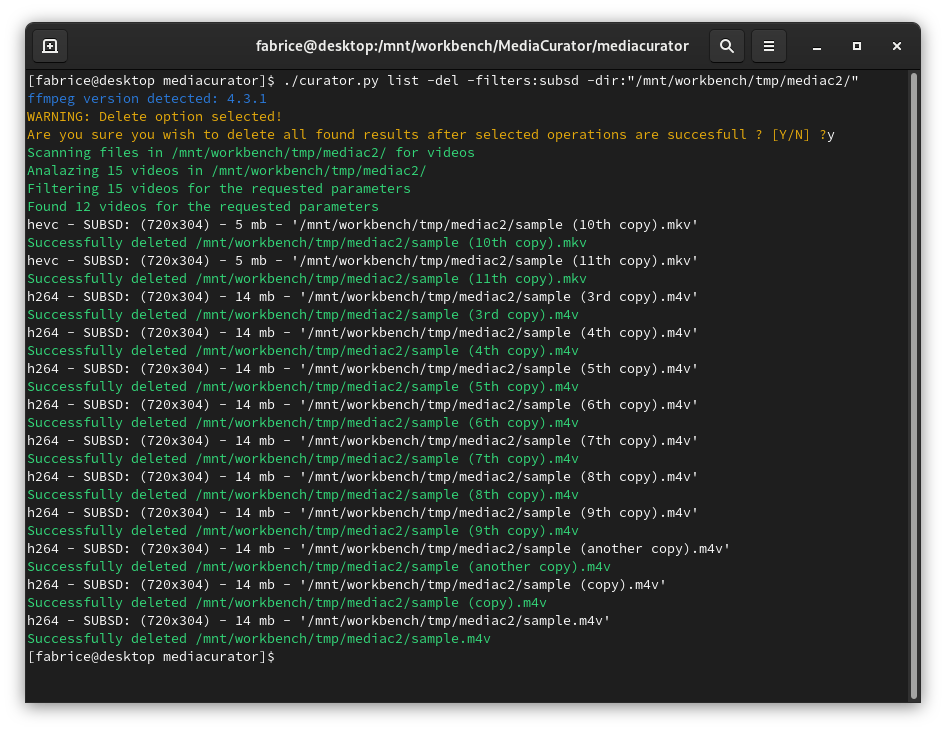 fabrice@desktop:/mnt/workbench/MediaCurator/mediacurator
[fabrice@desktop mediacurator]$ ./curator.py list -del -filters:subsd -dir:"/mnt/workbench/tmp/mediac2/"
ffmpeg version detected: 4.3.1
WARNING: Delete option selected!
Are you sure you wish to delete all found results after selected operations are succesfull ? [Y/N] ?y
Scanning files in /mnt/workbench/tmp/mediac2/ for videos
Analazing 15 videos in /mnt/workbench/tmp/mediac2/
Filtering 15 videos for the requested parameters
Found 12 videos for the requested parameters
hevc - SUBSD: (720x304) - 5 mb - '/mnt/workbench/tmp/mediac2/sample (10th copy).mkv'
Successfully deleted /mnt/workbench/tmp/mediac2/sample (10th copy).mkv
hevc - SUBSD: (720x304) - 5 mb - '/mnt/workbench/tmp/mediac2/sample (11th copy).mkv'
Successfully deleted /mnt/workbench/tmp/mediac2/sample (11th copy).mkv
h264 - SUBSD: (720x304) - 14 mb - '/mnt/workbench/tmp/mediac2/sample (3rd copy).m4v'
Successfully deleted /mnt/workbench/tmp/mediac2/sample (3rd copy).m4v
h264 - SUBSD: (720x304) - 14 mb - '/mnt/workbench/tmp/mediac2/sample (4th copy).m4v'
Successfully deleted /mnt/workbench/tmp/mediac2/sample (4th copy).m4v
h264 - SUBSD: (720x304) - 14 mb - '/mnt/workbench/tmp/mediac2/sample (5th copy).m4v'
Successfully deleted /mnt/workbench/tmp/mediac2/sample (5th copy).m4v
h264 - SUBSD: (720x304) - 14 mb - '/mnt/workbench/tmp/mediac2/sample (6th copy).m4v'
Successfully deleted /mnt/workbench/tmp/mediac2/sample (6th copy).m4v
h264 - SUBSD: (720x304) - 14 mb - '/mnt/workbench/tmp/mediac2/sample (7th copy).m4v'
Successfully deleted /mnt/workbench/tmp/mediac2/sample (7th copy).m4v
h264 - SUBSD: (720x304) - 14 mb - '/mnt/workbench/tmp/mediac2/sample (8th copy).m4v'
Successfully deleted /mnt/workbench/tmp/mediac2/sample (8th copy).m4v
h264 - SUBSD: (720x304) - 14 mb - '/mnt/workbench/tmp/mediac2/sample (9th copy).m4v'
Successfully deleted /mnt/workbench/tmp/mediac2/sample (9th copy).m4v
h264 - SUBSD: (720x304) - 14 mb - '/mnt/workbench/tmp/mediac2/sample (another copy).m4v'
Successfully deleted /mnt/workbench/tmp/mediac2/sample (another copy).m4v
h264 - SUBSD: (720x304) - 14 mb - '/mnt/workbench/tmp/mediac2/sample (copy).m4v'
Successfully deleted /mnt/workbench/tmp/mediac2/sample (copy).m4v
h264 - SUBSD: (720x304) - 14 mb - '/mnt/workbench/tmp/mediac2/sample.m4v'
Successfully deleted /mnt/workbench/tmp/mediac2/sample.m4v
[fabrice@desktop mediacurator]$